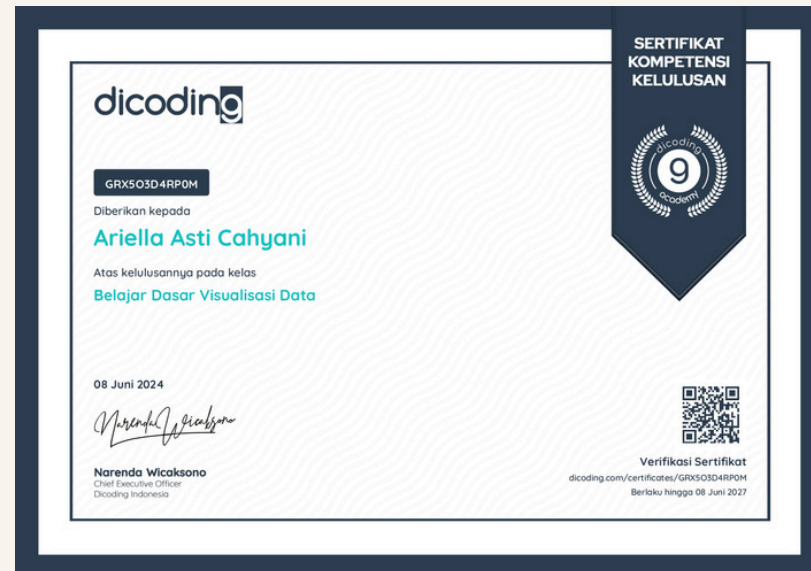 SERTIFIKAT
KOMPETENSI
KELULUSAN
dicoding
dicoding
9
academy
GRX5O3D4RP0M
Diberikan kepada
Ariella Asti Cahyani
Atas kelulusannya pada kelas
Belajar Dasar Visualisasi Data
08 Juni 2024
Narenda Wicaksono
Narenda Wicaksono
Chief Executive Officer
Dicoding Indonesia
Verifikasi Sertifikat
dicoding.com/certificates/GRX5O3D4RP0M
Berlaku hingga 08 Juni 2027